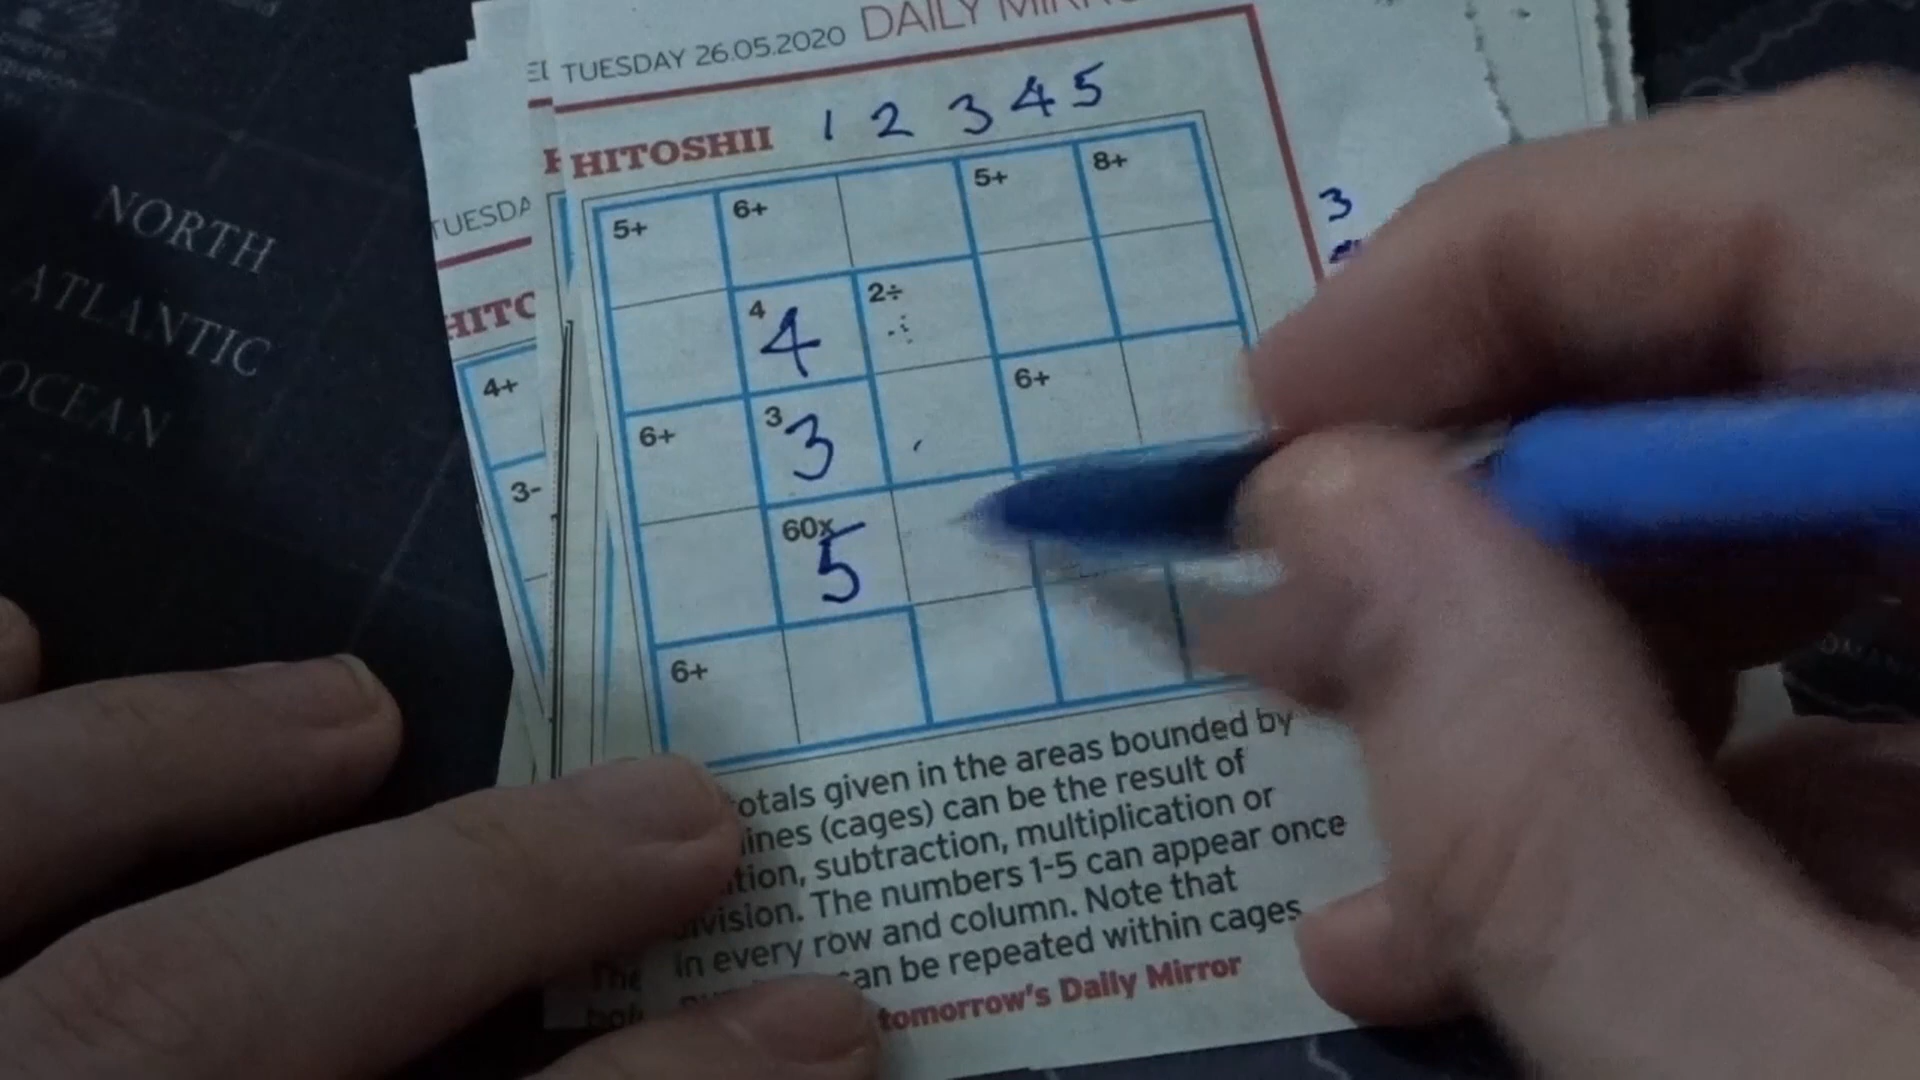 NORTH
ATLANTIC
OCEAN
TUESDAY 26.05.2020 DAILY
HITOSHII 1 2 3 4 5
3
TUESDA
HITO
4+
3-
5+ 6+ 5+ 8+
4 4 2÷
6+ 3 3 6+
60x 5
6+
totals given in the areas bounded by
lines (cages) can be the result of
subtraction, multiplication or
division. The numbers 1-5 can appear once
in every row and column. Note that
can be repeated within cages
tomorrow's Daily Mirror